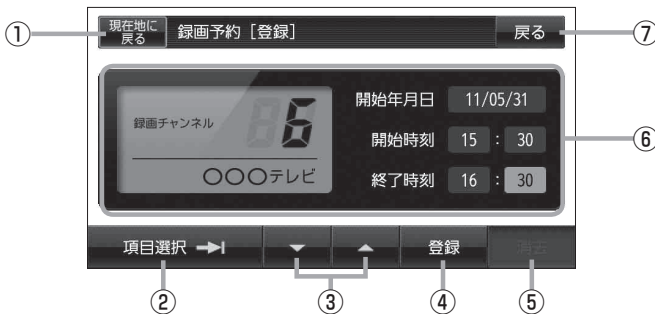 ① 現在地に戻る 録画予約［登録］ 戻る ⑦
録画チャンネル 6
〇〇〇テレビ
開始年月日 11/05/31
開始時刻 15 : 30 ⑥
終了時刻 16 : 30
項目選択 ▼ ▲ 登録 消去
② ③ ④ ⑤